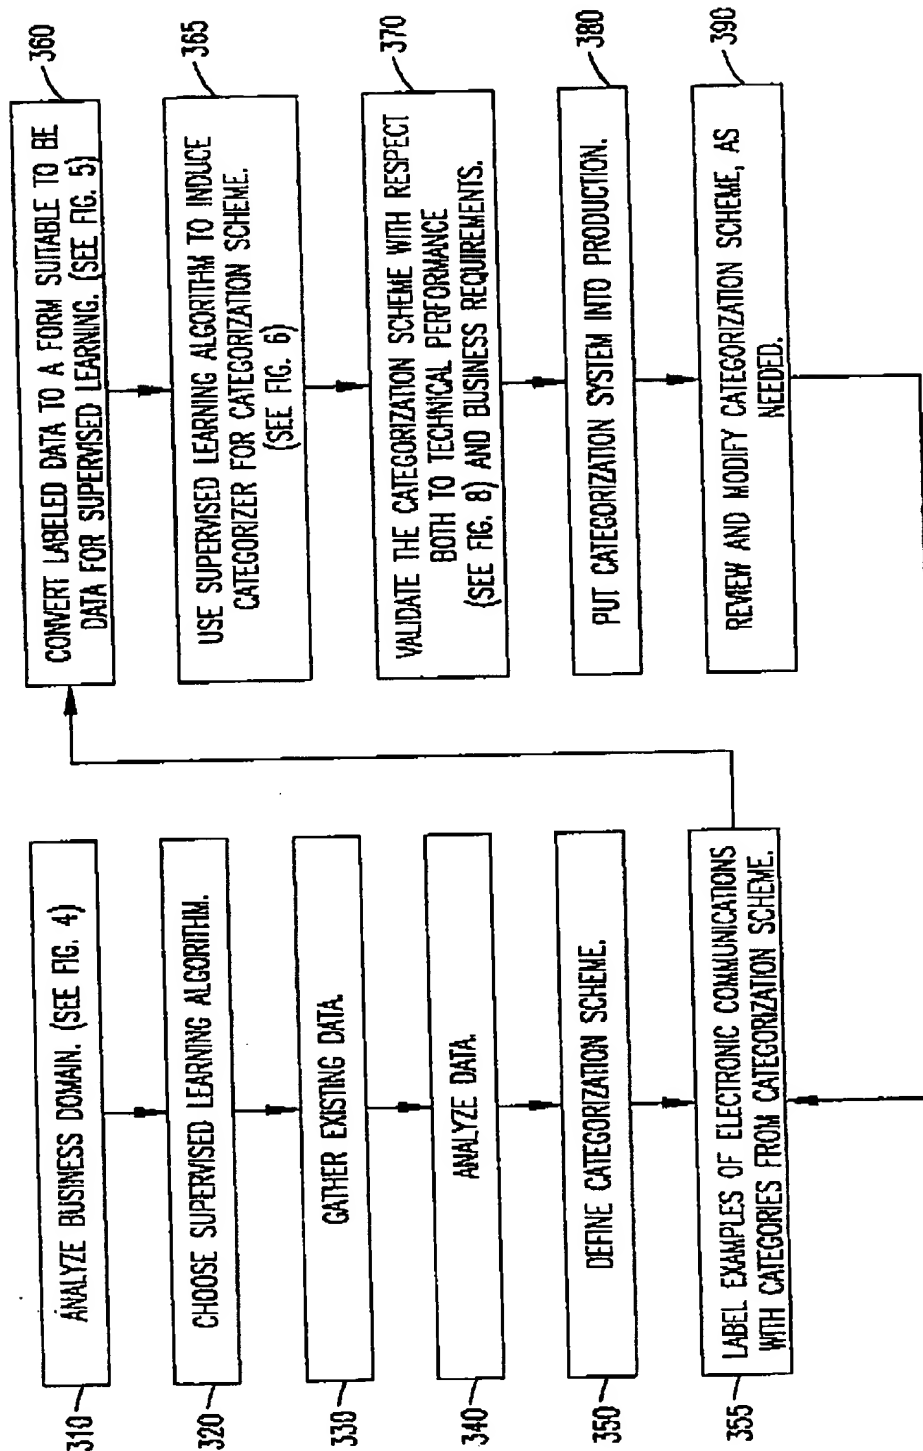 310
ANALYZE BUSINESS DOMAIN. (SEE FIG. 4)
320
CHOOSE SUPERVISED LEARNING ALGORITHM.
330
GATHER EXISTING DATA.
340
ANALYZE DATA.
350
DEFINE CATEGORIZATION SCHEME.
355
LABEL EXAMPLES OF ELECTRONIC COMMUNICATIONS
WITH CATEGORIES FROM CATEGORIZATION SCHEME.
360
CONVERT LABELED DATA TO A FORM SUITABLE TO BE
DATA FOR SUPERVISED LEARNING. (SEE FIG. 5)
365
USE SUPERVISED LEARNING ALGORITHM TO INDUCE
CATEGORIZER FOR CATEGORIZATION SCHEME.
(SEE FIG. 6)
370
VALIDATE THE CATEGORIZATION SCHEME WITH RESPECT
BOTH TO TECHNICAL PERFORMANCE
(SEE FIG. 8) AND BUSINESS REQUIREMENTS.
380
PUT CATEGORIZATION SYSTEM INTO PRODUCTION.
390
REVIEW AND MODIFY CATEGORIZATION SCHEME, AS
NEEDED.